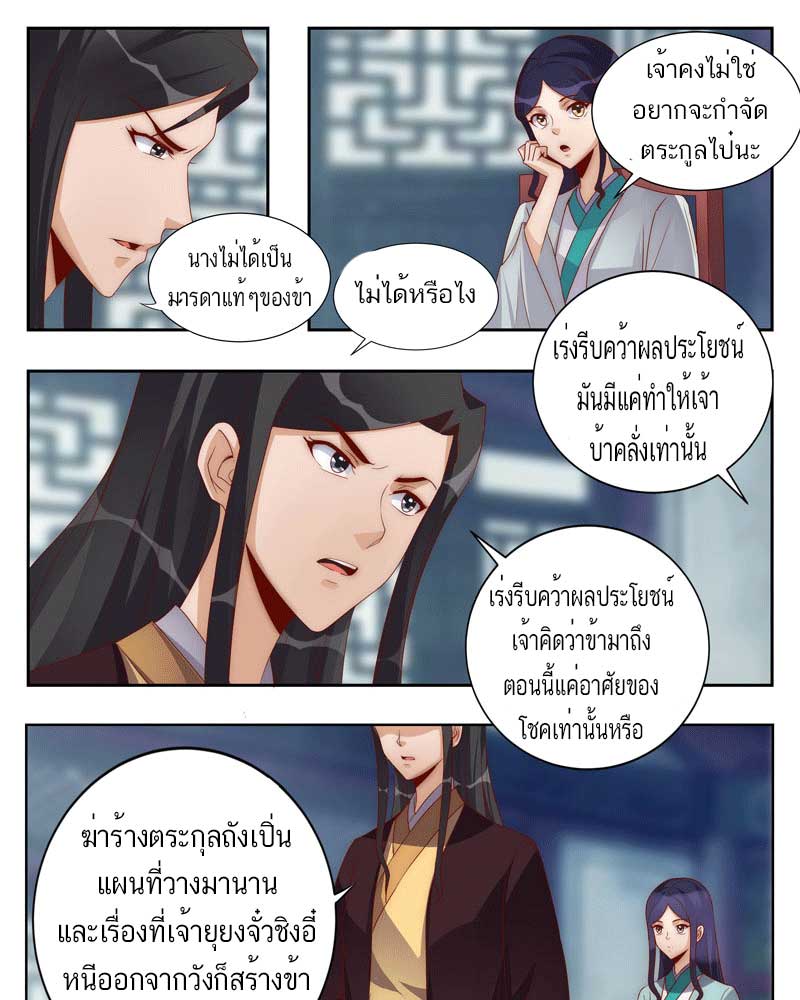 นางไม่ได้เป็น
มารดาแท้ๆของข้า
เจ้าคงไม่ใช่
อยากจะกำจัด
ตระกูลไป๋นะ
ไม่ได้หรือไง
เร่งรีบคว้าผลประโยชน์
มันมีแค่ทำให้เจ้า
บ้าคลั่งเท่านั้น
เร่งรีบคว้าผลประโยชน์
เจ้าคิดว่าข้ามาถึง
ตอนนี้แค่อาศัยของ
โชคเท่านั้นหรือ
ฆ่าร้างตระกุลถังเปิ่น
แผนที่วางมานาน
และเรื่องที่เจ้ายุยงจั๋วชิงอี๋
หนีออกจากวังก็สร้างข้า